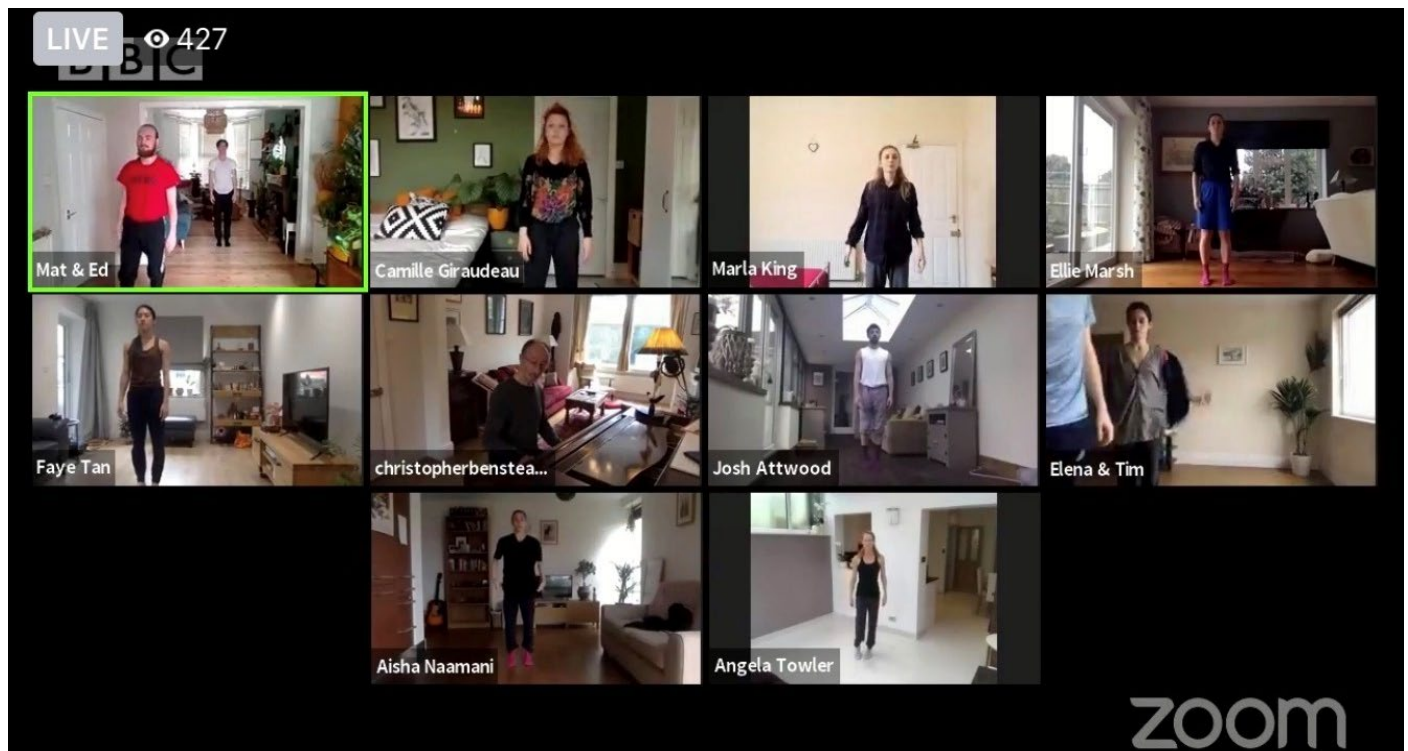 LIVE 427
BBC
Mat & Ed
Camille Giraudeau
Marla King
Ellie Marsh
Faye Tan
christopherbenstea...
Josh Attwood
Elena & Tim
Aisha Naamani
Angela Towler
zoom